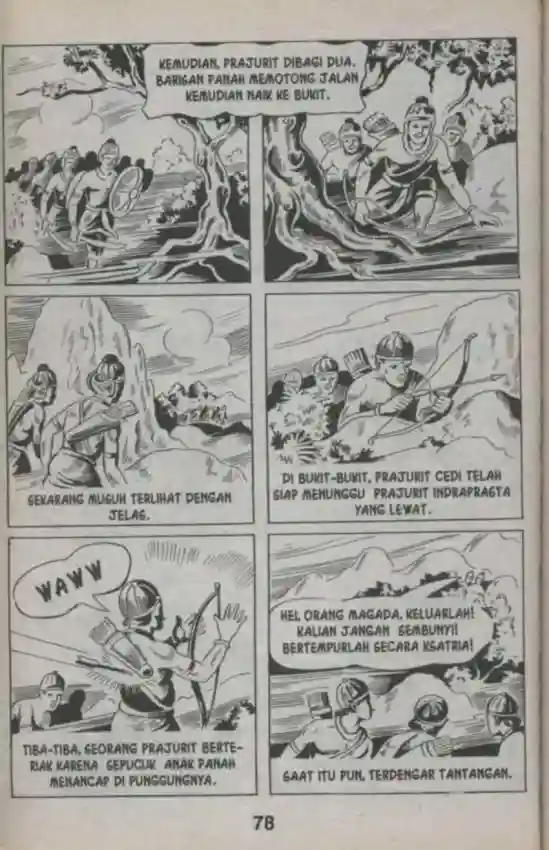 KEMUDIAN, PRAJURIT DIBAGI DUA.
BARISAN PANAH MEMOTONG JALAN
KEMUDIAN NAIK KE BUKIT.
SEKARANG MUSUH TERLIHAT DENGAN
JELAS.
DI BUKIT-BUKIT, PRAJURIT CEDI TELAH
SIAP MENUNGGU PRAJURIT INDRAPRASTA
YANG LEWAT.
WAWW
TIBA-TIBA, SEORANG PRAJURIT BERTE-
RIAK KARENA SEPUCUK ANAK PANAH
MENANCAP DI PUNGGUNGNYA.
HEI, ORANG MAGADA, KELUARLAH!
KALIAN JANGAN SEMBUNYI!
BERTEMPURLAH SECARA KSATRIA!
SAAT ITU PUN, TERDENGAR TANTANGAN.
78